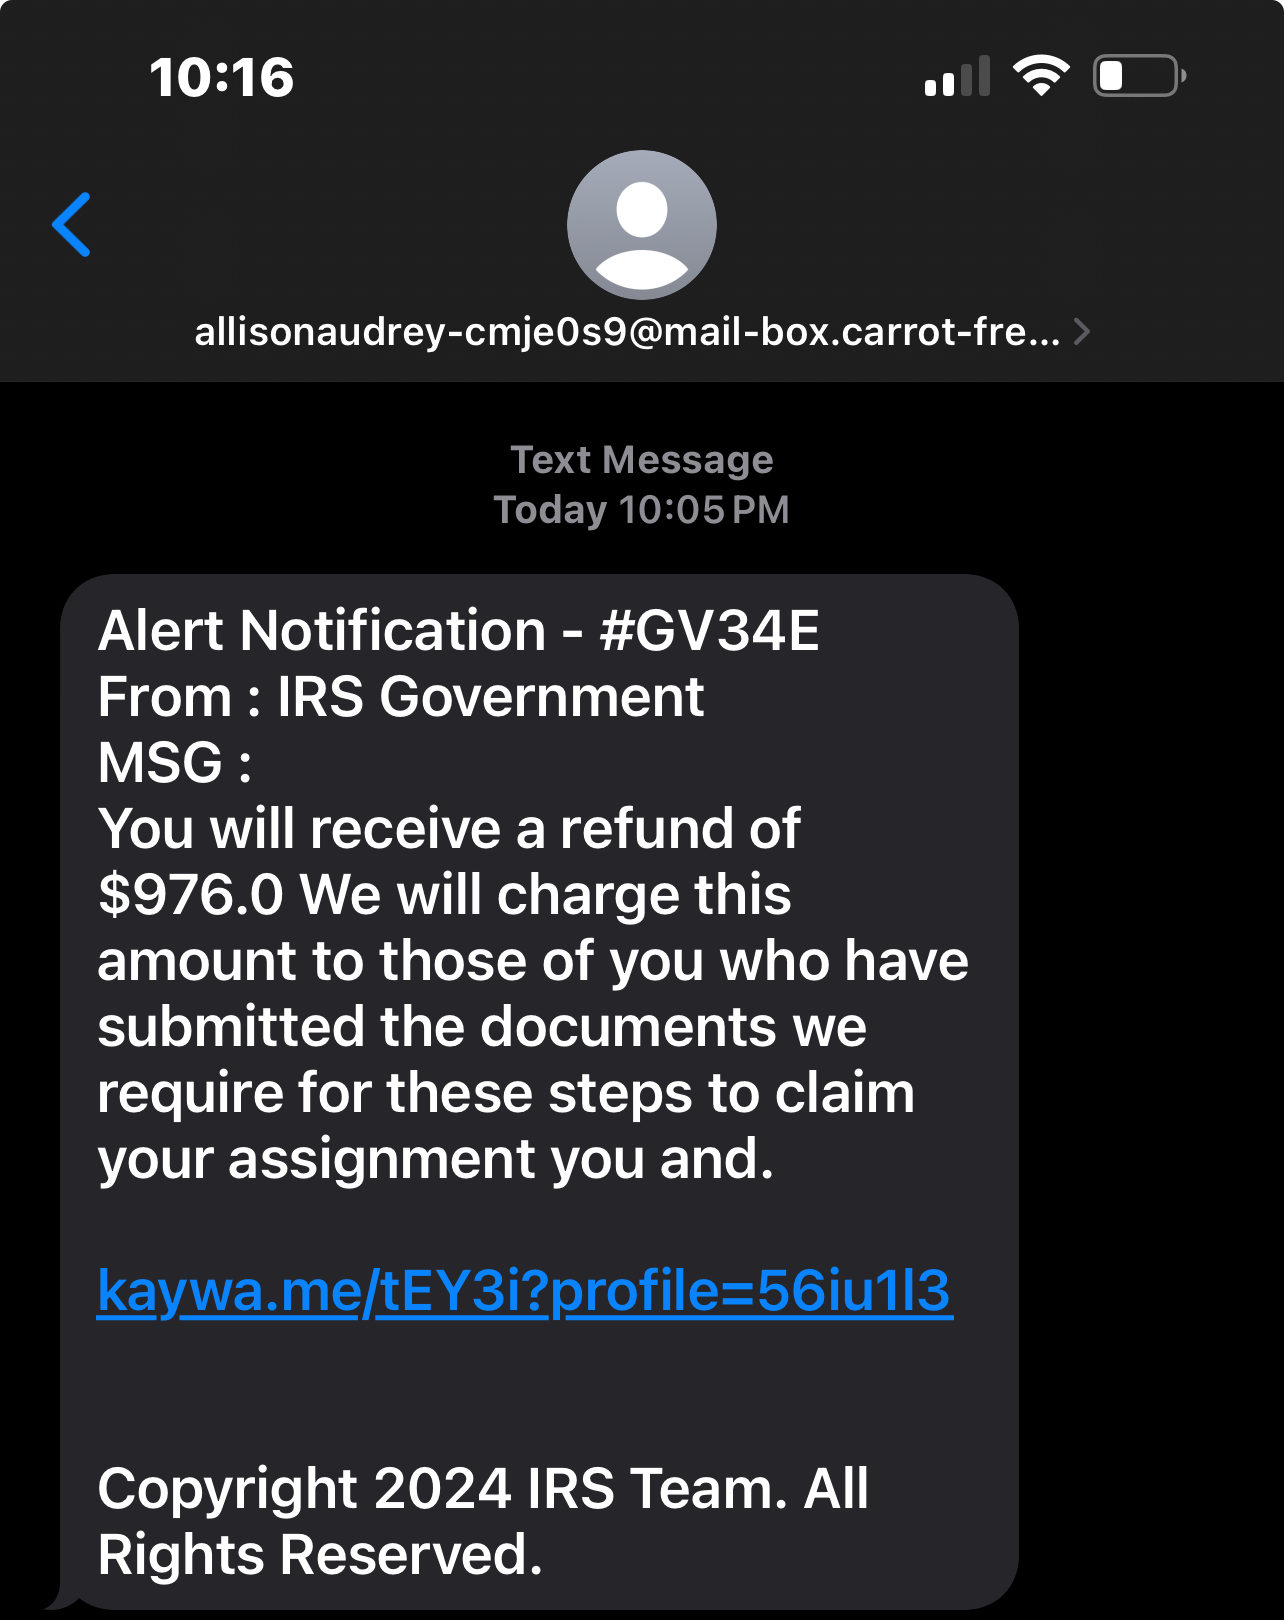 10:16
allisonaudrey-cmje0s9@mail-box.carrot-fre...
Text Message
Today 10:05 PM
Alert Notification - #GV34E
From : IRS Government
MSG :
You will receive a refund of
$976.0 We will charge this
amount to those of you who have
submitted the documents we
require for these steps to claim
your assignment you and.
kaywa.me/tEY3i?profile=56iu1l3
Copyright 2024 IRS Team. All
Rights Reserved.